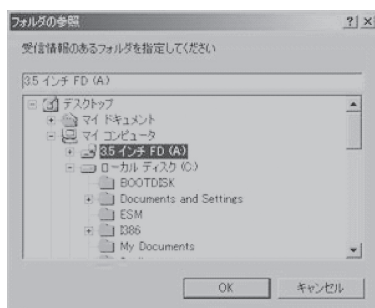 フォルダの参照
受信情報のあるフォルダを指定してください
3.5 インチ FD (A:)
デスクトップ
マイ ドキュメント
マイ コンピュータ
3.5 インチ FD (A:)
ローカル ディスク (C:)
BOOTDISK
Documents and Settings
ESM
I386
My Documents
OK キャンセル